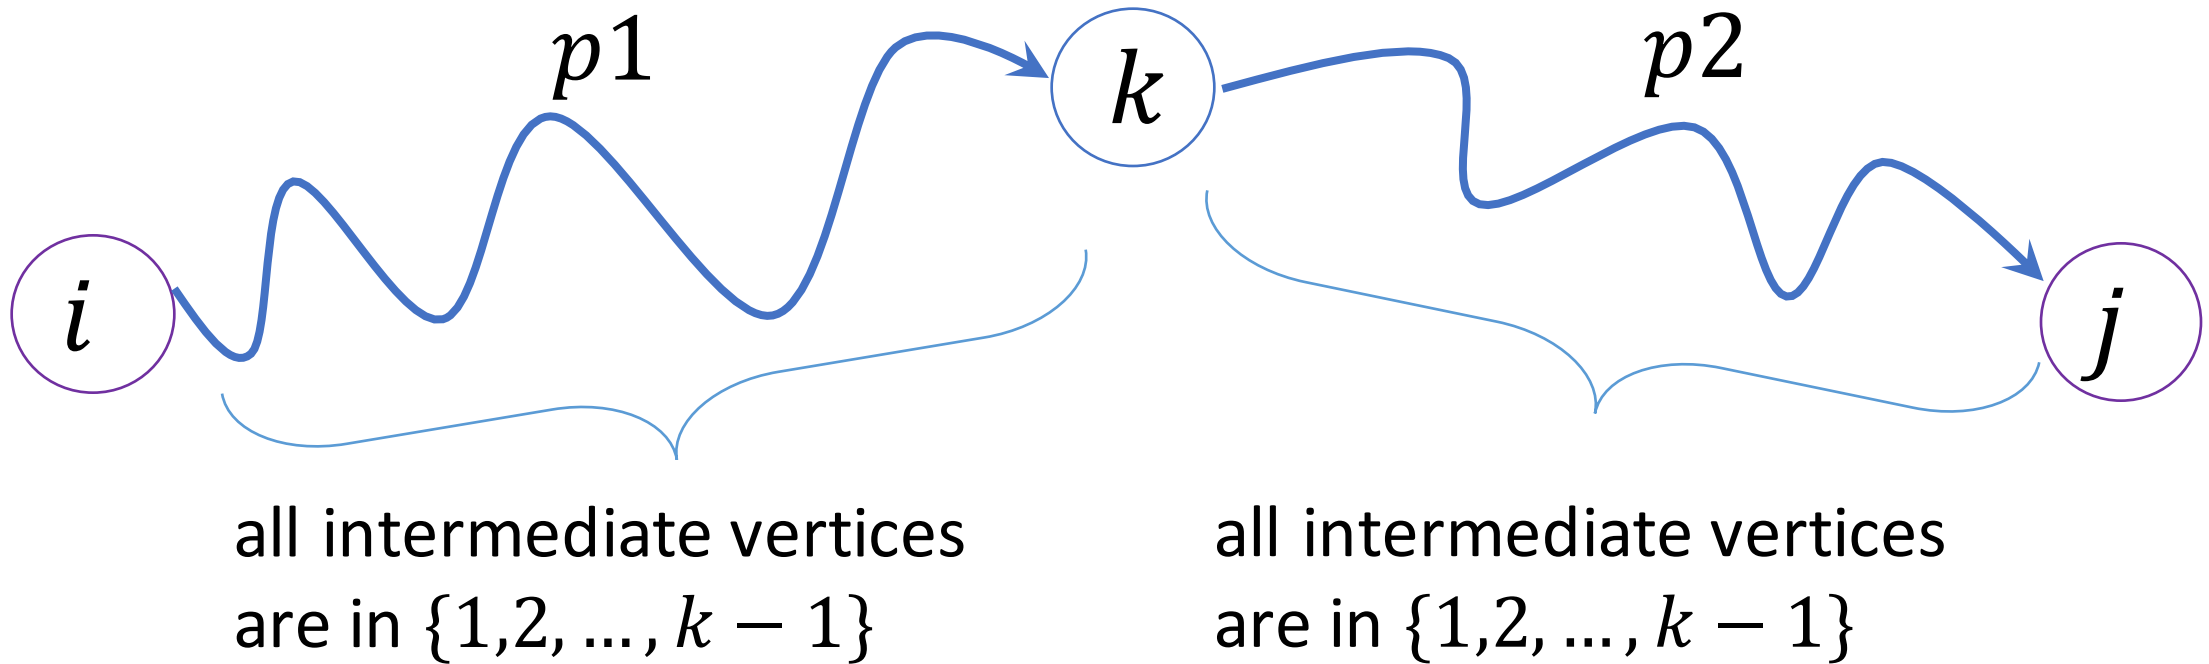 p1
k
p2
i
j
all intermediate vertices
are in {1,2, … , k − 1}
all intermediate vertices
are in {1,2, … , k − 1}